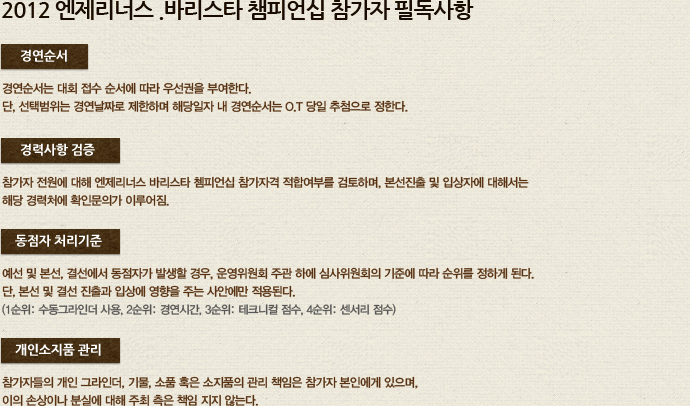 2012 엔제리너스 .바리스타 챔피언십 참가자 필독사항
경연순서
경연순서는 대회 접수 순서에 따라 우선권을 부여한다.
단, 선택범위는 경연날짜로 제한하며 해당일자 내 경연순서는 O.T 당일 추첨으로 정한다.
경력사항 검증
참가자 전원에 대해 엔제리너스 바리스타 쳄피언십 참가자격 적합여부를 검토하며, 본선진출 및 입상자에 대해서는
해당 경력처에 확인문의가 이루어짐.
동점자 처리기준
예선 및 본선, 결선에서 동점자가 발생할 경우, 운영위원회 주관 하에 심사위원회의 기준에 따라 순위를 정하게 된다.
단, 본선 및 결선 진출과 입상에 영향을 주는 사안에만 적용된다.
(1순위: 수동그라인더 사용, 2순위: 경연시간, 3순위: 테크니컬 점수, 4순위: 센서리 점수)
개인소지품 관리
참가자들의 개인 그라인더, 기물, 소품 혹은 소지품의 관리 책임은 참가자 본인에게 있으며,
이의 손상이나 분실에 대해 주최 측은 책임 지지 않는다.